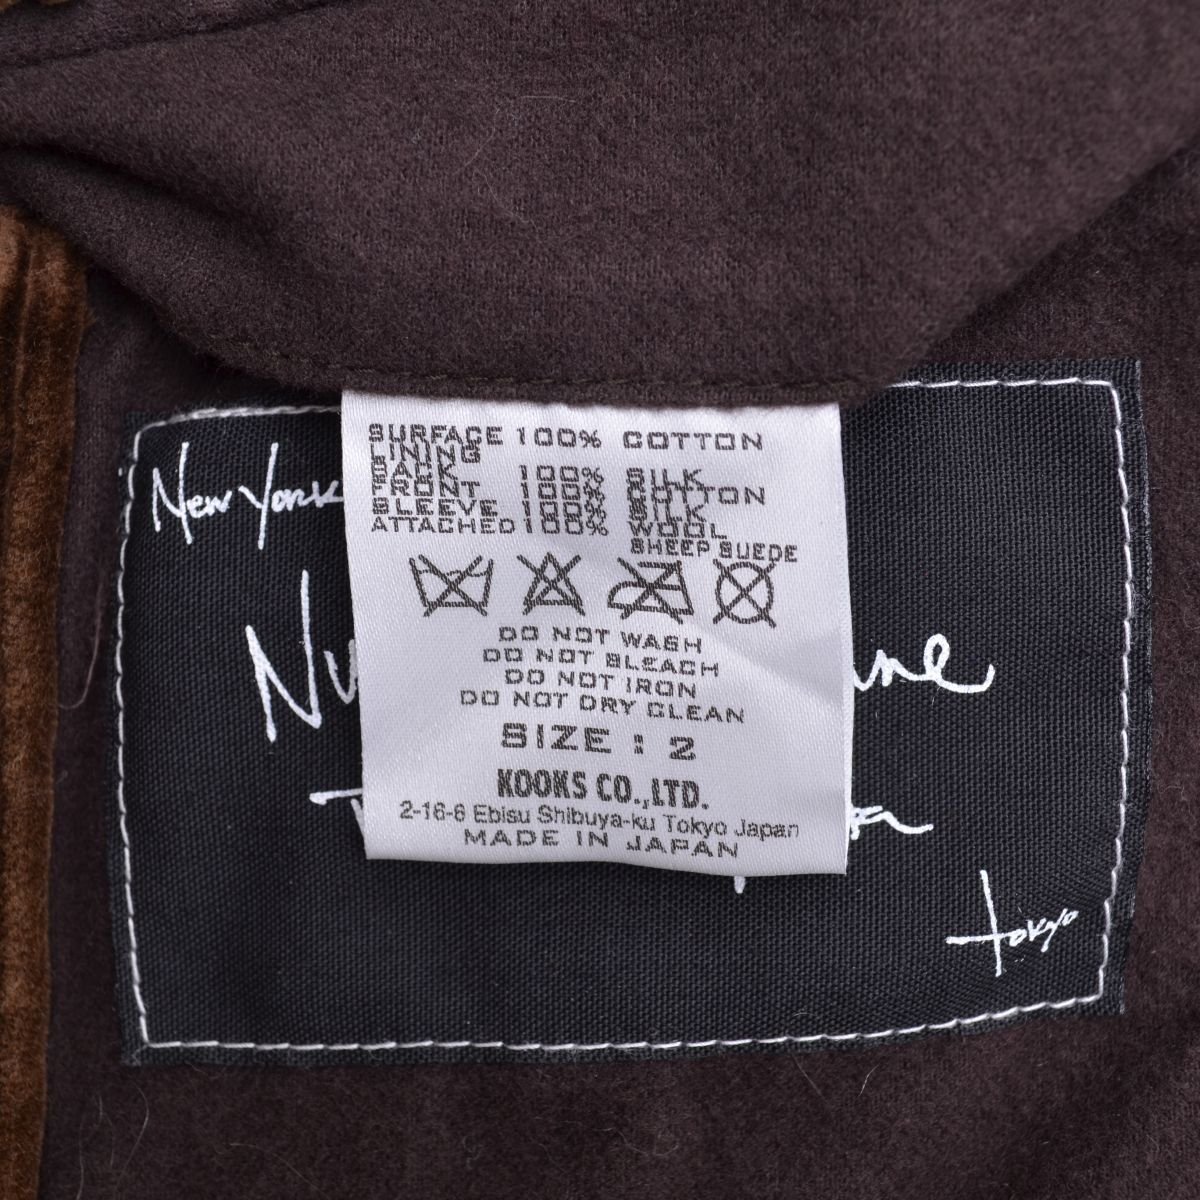 New York
SURFACE 100% COTTON
LINING
BACK 100% SILK
FRONT 100% COTTON
SLEEVE 100% SILK
ATTACHED 100% WOOL
SHEEP SUEDE
DO NOT WASH
DO NOT BLEACH
DO NOT IRON
DO NOT DRY CLEAN
SIZE : 2
KOOKS CO.,LTD.
2-16-6 Ebisu Shibuya-ku Tokyo Japan
MADE IN JAPAN
Tokyo